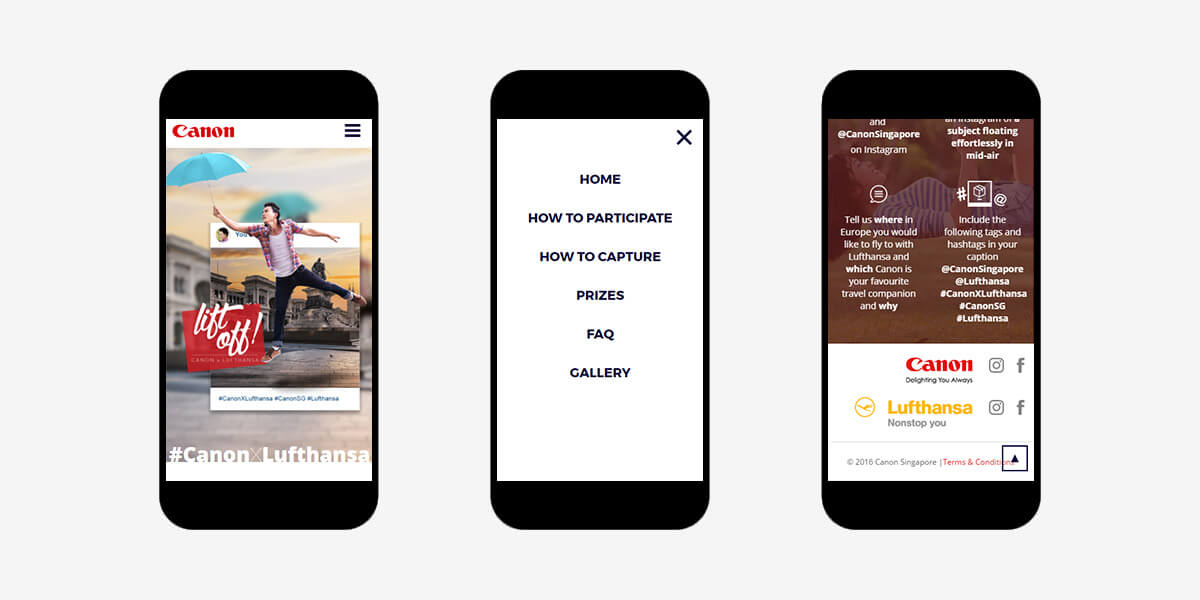 Canon
You
lift
off!
CANON x LUFTHANSA
#CanonXLufthansa #CanonSG #Lufthansa
#CanonXLufthansa
HOME
HOW TO PARTICIPATE
HOW TO CAPTURE
PRIZES
FAQ
GALLERY
and
@CanonSingapore
on Instagram
an Instagram of a
subject floating
effortlessly in
mid-air
Tell us where in
Europe you would
like to fly to with
Lufthansa and
which Canon is
your favourite
travel companion
and why
# @
Include the
following tags and
hashtags in your
caption
@CanonSingapore
@Lufthansa
#CanonXLufthansa
#CanonSG
#Lufthansa
Canon
Delighting You Always
Lufthansa
Nonstop you
© 2016 Canon Singapore |Terms & Conditions